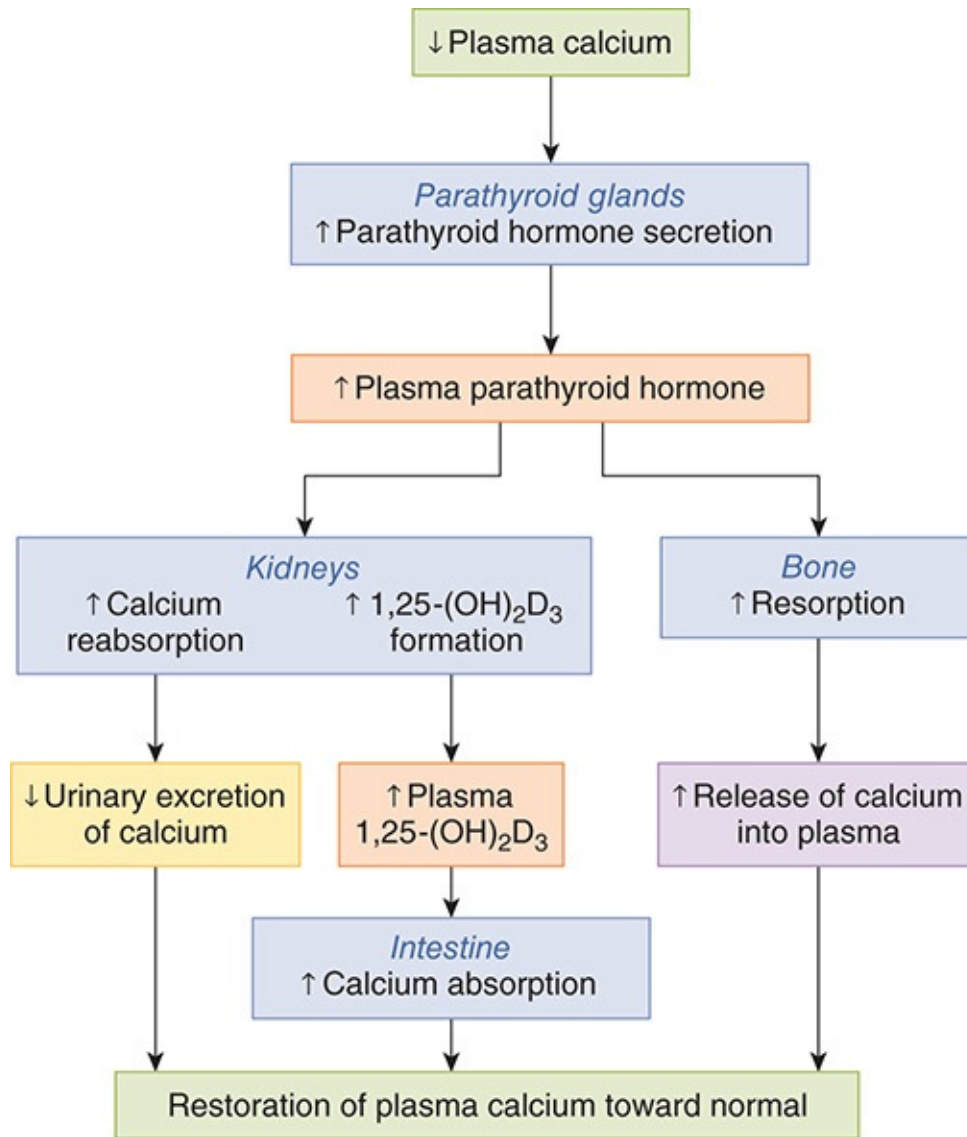 ↓Plasma calcium
Parathyroid glands
↑Parathyroid hormone secretion
↑Plasma parathyroid hormone
Kidneys
↑Calcium
reabsorption
↑ 1,25-(OH)₂D₃
formation
Bone
↑Resorption
↓Urinary excretion
of calcium
↑Plasma
1,25-(OH)₂D₃
↑Release of calcium
into plasma
Intestine
↑Calcium absorption
Restoration of plasma calcium toward normal